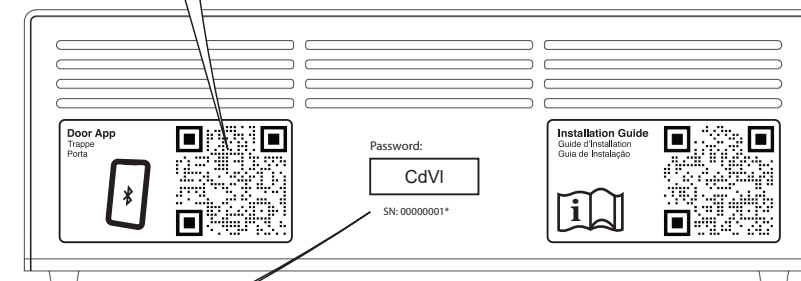 Door App
Trappe
Porta
Password:
CdVI
SN: 00000001*
Installation Guide
Guide d'Installation
Guia de Instalação
i